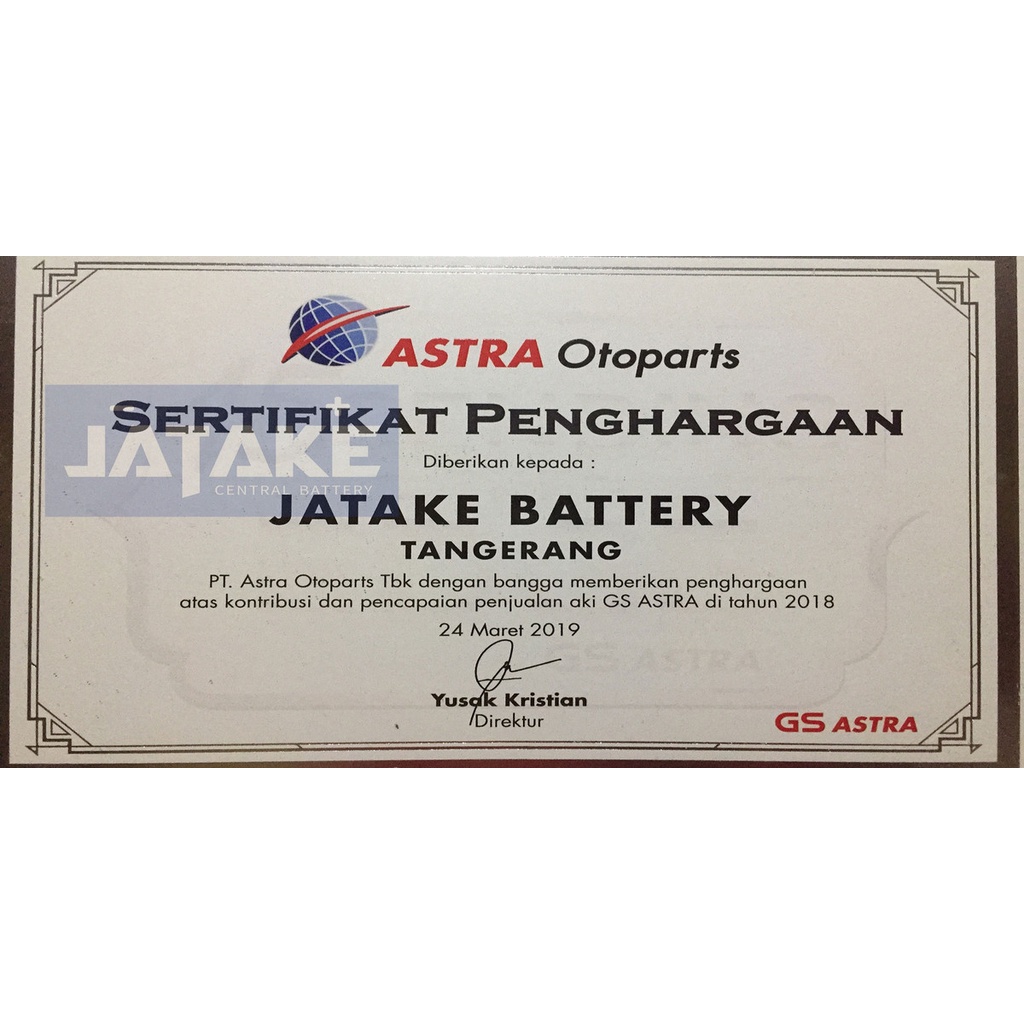 ASTRA Otoparts
SERTIFIKAT PENGHARGAAN
JATAKE
CENTRAL BATTERY
Diberikan kepada :
JATAKE BATTERY
TANGERANG
PT. Astra Otoparts Tbk dengan bangga memberikan penghargaan
atas kontribusi dan pencapaian penjualan aki GS ASTRA di tahun 2018
24 Maret 2019
GS ASTRA
Yusak Kristian
Direktur
GS ASTRA